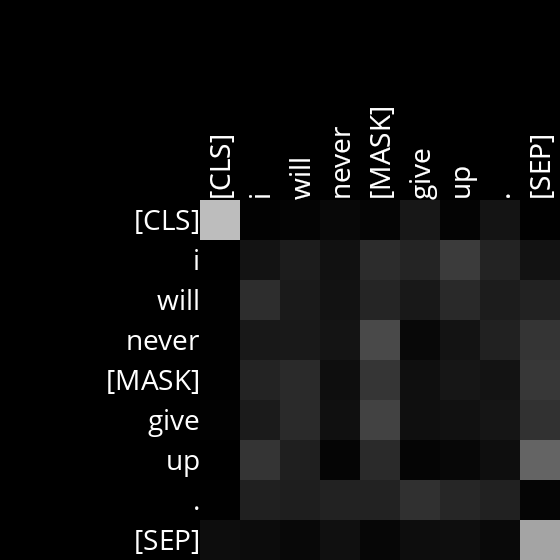 [CLS] i will never [MASK] give up . [SEP]
[CLS]
i
will
never
[MASK]
give
up
.
[SEP]